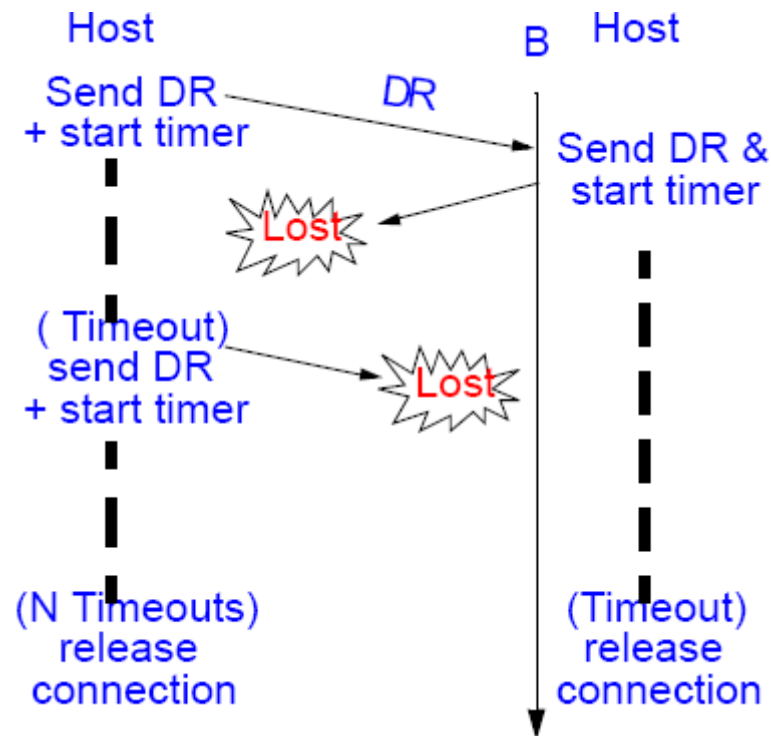 Host
B
Host
Send DR
+ start timer
DR
Send DR &
start timer
Lost
( Timeout)
send DR
+ start timer
Lost
(N Timeouts)
release
connection
(Timeout)
release
connection